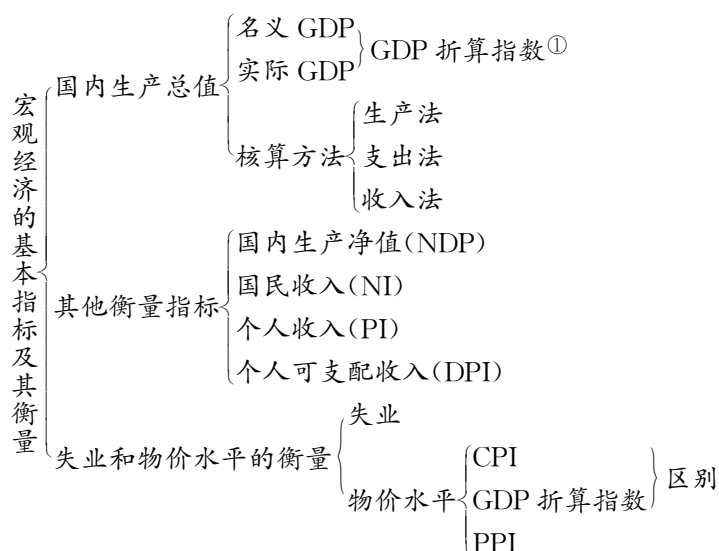 宏观经济的基本指标及其衡量
国内生产总值
名义 GDP
实际 GDP
GDP 折算指数①
核算方法
生产法
支出法
收入法
其他衡量指标
国内生产净值(NDP)
国民收入(NI)
个人收入(PI)
个人可支配收入(DPI)
失业和物价水平的衡量
失业
物价水平
CPI
GDP 折算指数
PPI
区别